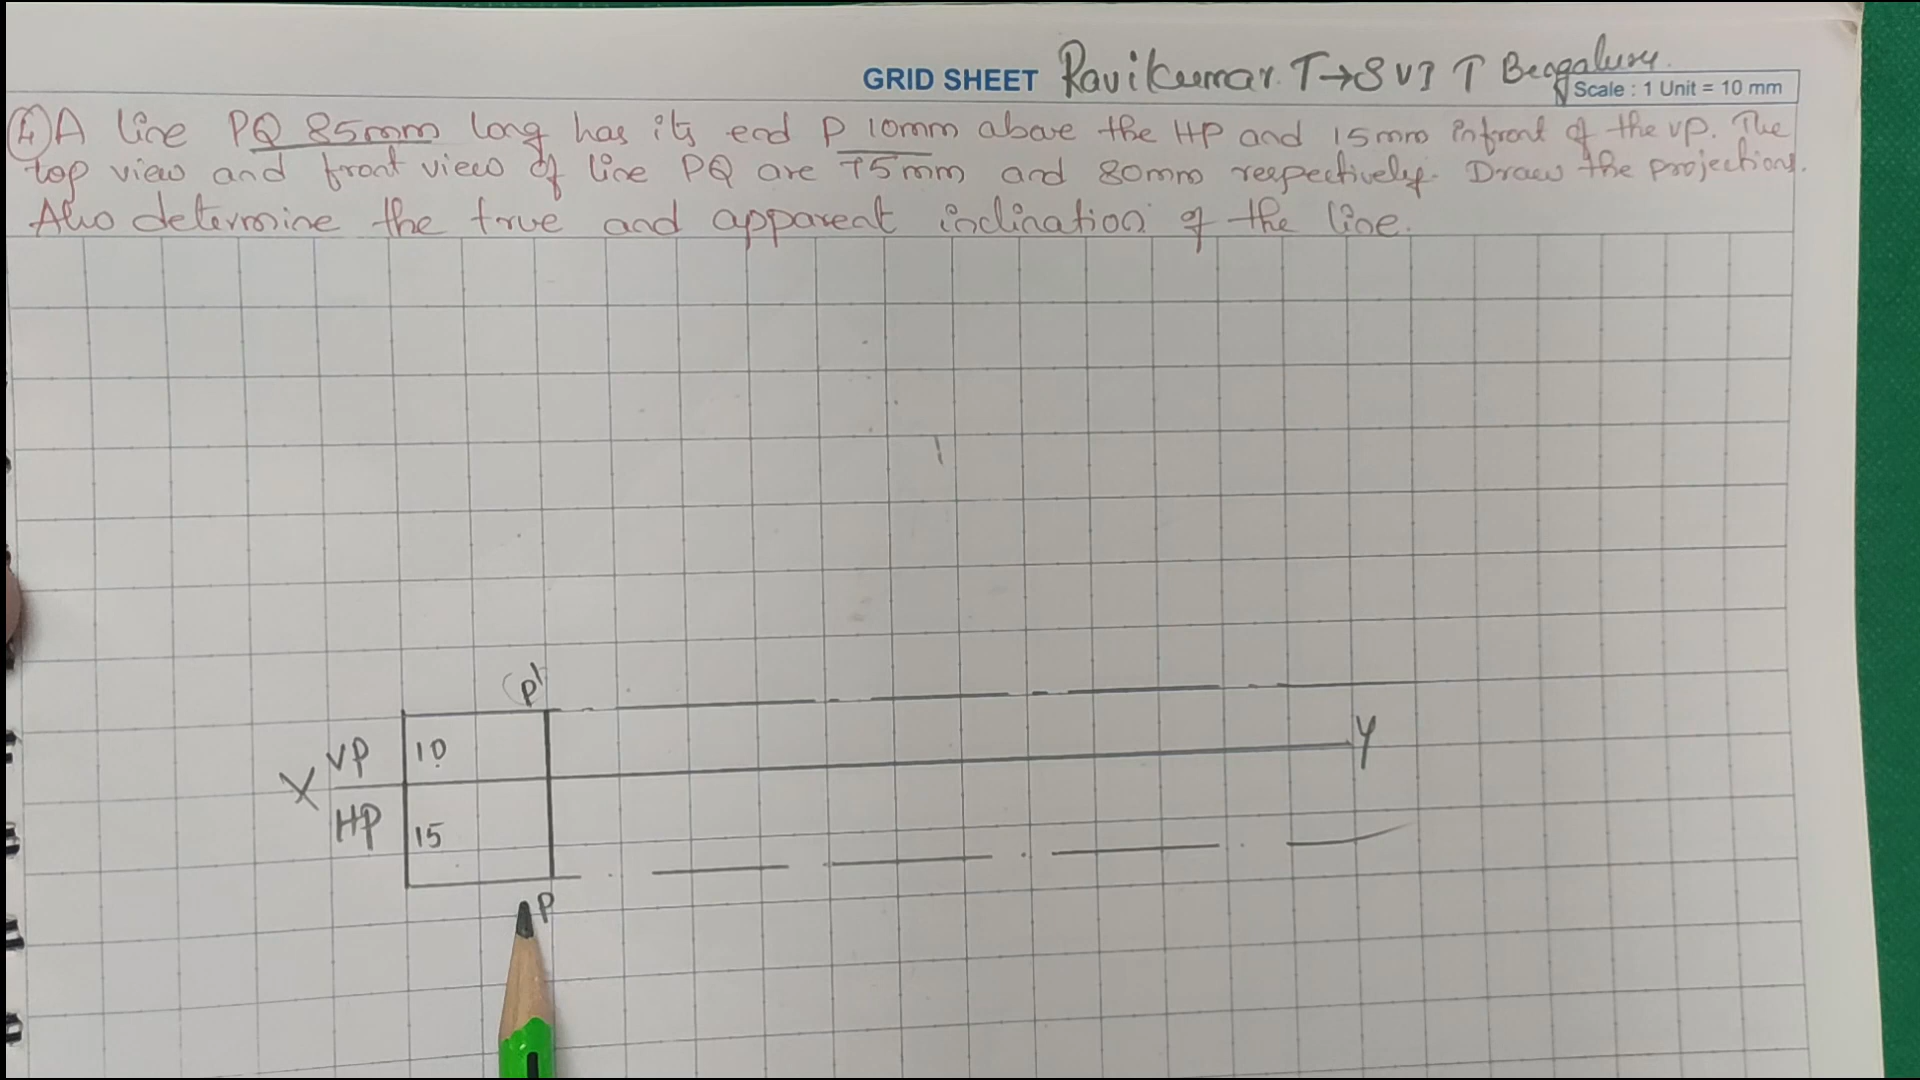 GRID SHEET Ravikumar. T→SVIT Bengaluru.
Scale : 1 Unit = 10 mm
4) A line PQ 85mm long has its end P 10mm above the HP and 15mm infront of the VP. The
top view and front view of line PQ are 75mm and 80mm respectively. Draw the projections.
Also determine the true and apparent inclination of the line.
p'
X VP 10 Y
HP 15
P